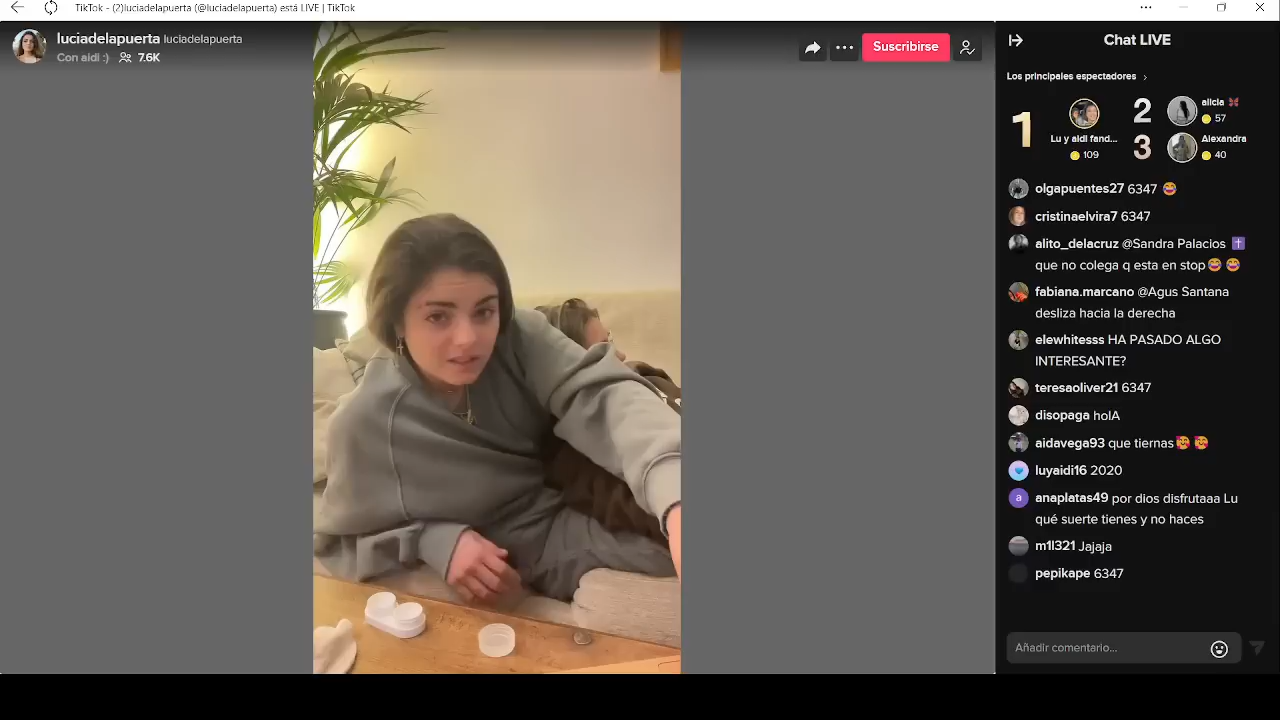 TikTok - (2)luciadelapuerta (@luciadelapuerta) está LIVE | TikTok
luciadelapuerta luciadelapuerta
Con aidi :) 7.6K
Suscribirse
Chat LIVE
Los principales espectadores
1
Lu y aidi fand...
109
2
alicia
57
3
Alexandra
40
olgapuentes27 6347 😂
cristinaelvira7 6347
alito_delacruz @Sandra Palacios ✝️
que no colega q esta en stop😂 😂
fabiana.marcano @Agus Santana
desliza hacia la derecha
elewhitesss HA PASADO ALGO
INTERESANTE?
teresaoliver21 6347
disopaga holA
aidavega93 que tiernas🥰 🥰
luyaidi16 2020
a
anaplatas49 por dios disfrutaaa Lu
qué suerte tienes y no haces
m1l321 Jajaja
pepikape 6347
Añadir comentario...